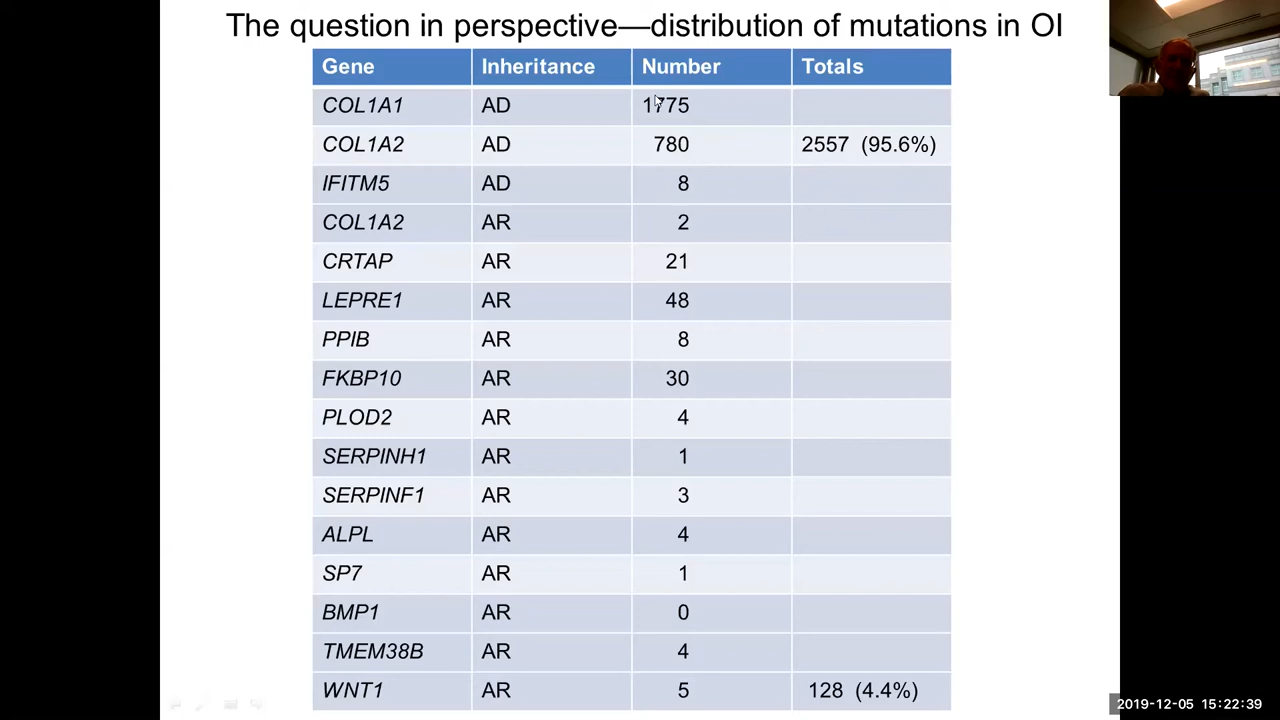 The question in perspective—distribution of mutations in OI
Gene Inheritance Number Totals
COL1A1 AD 1775
COL1A2 AD 780 2557 (95.6%)
IFITM5 AD 8
COL1A2 AR 2
CRTAP AR 21
LEPRE1 AR 48
PPIB AR 8
FKBP10 AR 30
PLOD2 AR 4
SERPINH1 AR 1
SERPINF1 AR 3
ALPL AR 4
SP7 AR 1
BMP1 AR 0
TMEM38B AR 4
WNT1 AR 5 128 (4.4%)
2019-12-05 15:22:39